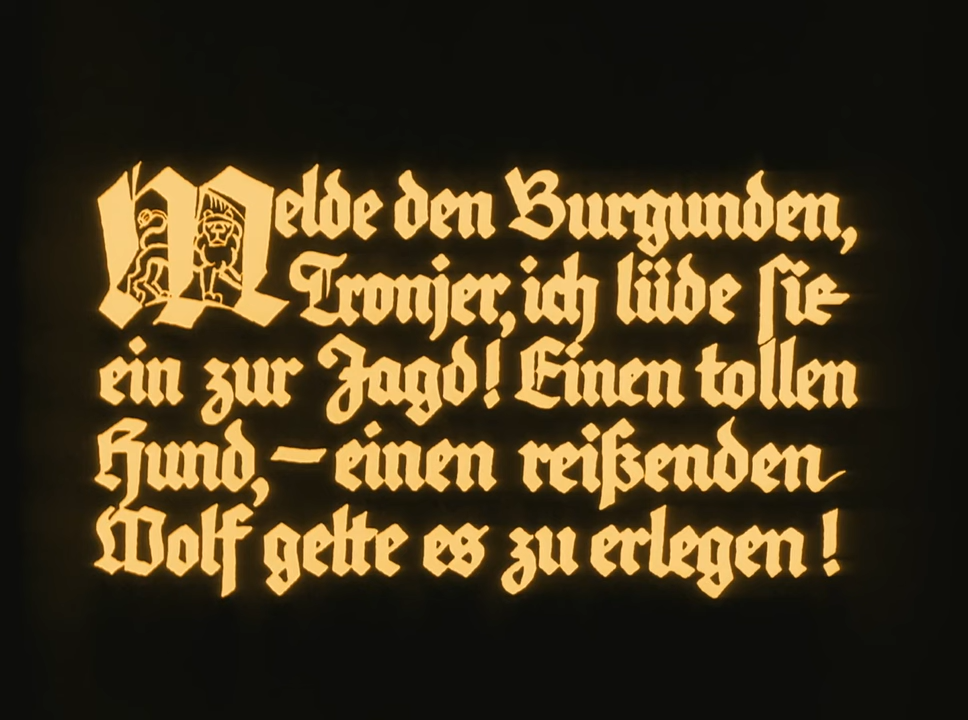 Melde den Burgunden,
Tronjer, ich lüde sie
ein zur Jagd! Einen tollen
Hund, – einen reißenden
Wolf gelte es zu erlegen!